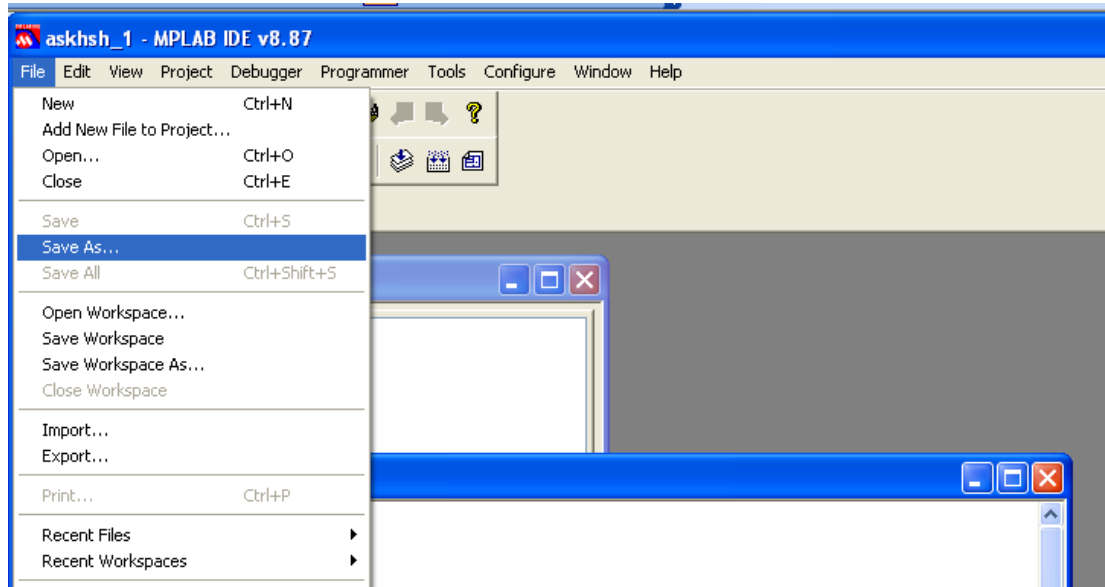 askhsh_1 - MPLAB IDE v8.87
File Edit View Project Debugger Programmer Tools Configure Window Help
New Ctrl+N
Add New File to Project...
Open... Ctrl+O
Close Ctrl+E
Save Ctrl+S
Save As...
Save All Ctrl+Shift+S
Open Workspace...
Save Workspace
Save Workspace As...
Close Workspace
Import...
Export...
Print... Ctrl+P
Recent Files
Recent Workspaces